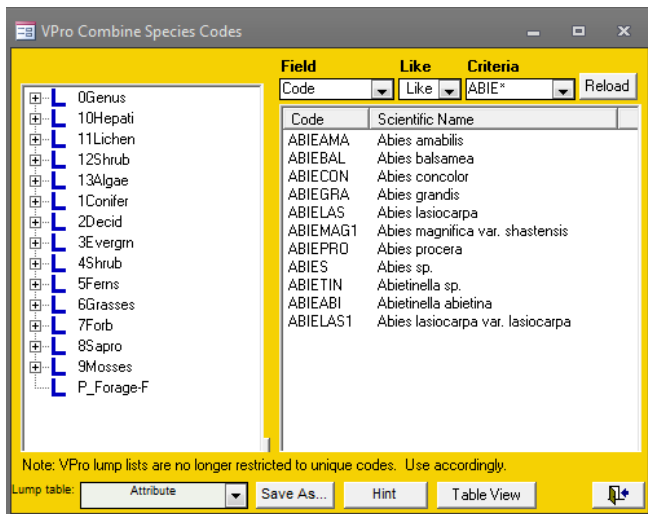 VPro Combine Species Codes
Field Like Criteria
Code Like ABIE* Reload
0Genus
10Hepati
11Lichen
12Shrub
13Algae
1Conifer
2Decid
3Evergrn
4Shrub
5Ferns
6Grasses
7Forb
8Sapro
9Mosses
P_Forage-F
Code Scientific Name
ABIEAMA Abies amabilis
ABIEBAL Abies balsamea
ABIECON Abies concolor
ABIEGRA Abies grandis
ABIELAS Abies lasiocarpa
ABIEMAG1 Abies magnifica var. shastensis
ABIEPRO Abies procera
ABIES Abies sp.
ABIETIN Abietinella sp.
ABIEABI Abietinella abietina
ABIELAS1 Abies lasiocarpa var. lasiocarpa
Note: VPro lump lists are no longer restricted to unique codes. Use accordingly.
Lump table: Attribute Save As... Hint Table View